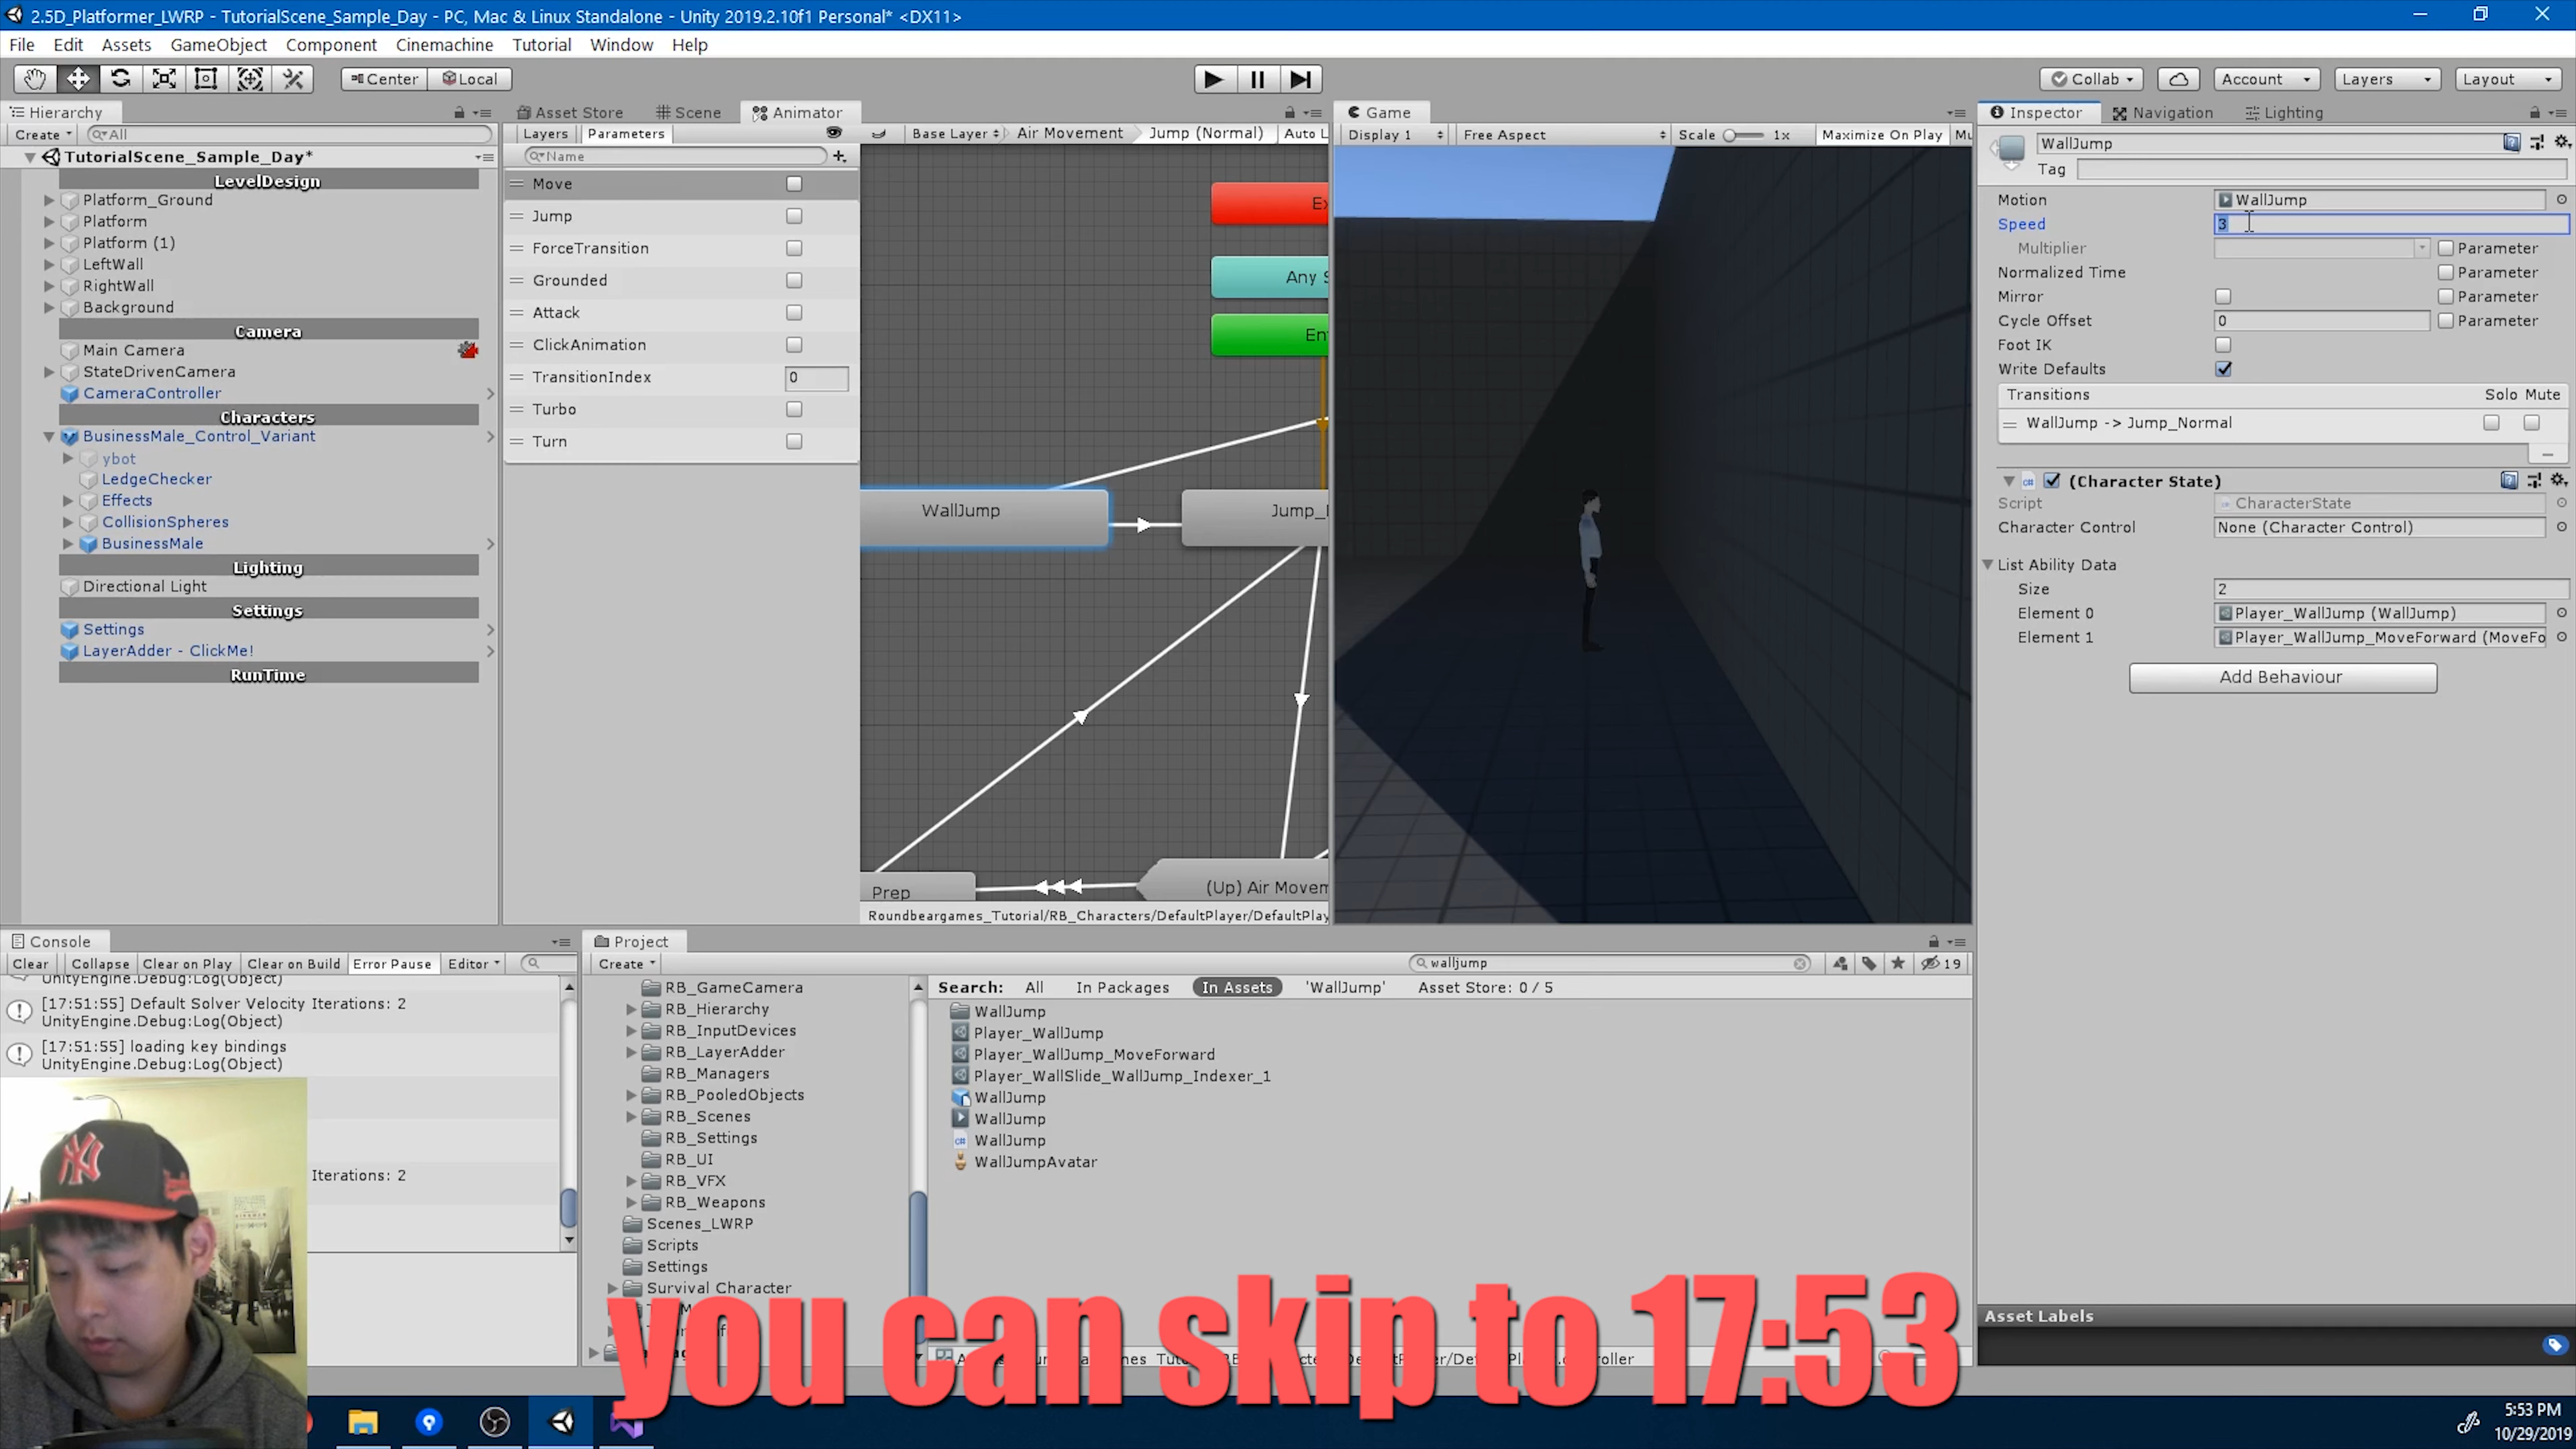 2.5D_Platformer_LWRP - TutorialScene_Sample_Day - PC, Mac & Linux Standalone - Unity 2019.2.10f1 Personal* <DX11>
File Edit Assets GameObject Component Cinemachine Tutorial Window Help
Center Local
Collab Account Layers Layout
Hierarchy
Create All
TutorialScene_Sample_Day*
LevelDesign
Platform_Ground
Platform
Platform (1)
LeftWall
RightWall
Background
Camera
Main Camera
StateDrivenCamera
CameraController
Characters
BusinessMale_Control_Variant
ybot
LedgeChecker
Effects
CollisionSpheres
BusinessMale
Lighting
Directional Light
Settings
Settings
LayerAdder - ClickMe!
RunTime
Asset Store Scene Animator
Layers Parameters
Name
Move
Jump
ForceTransition
Grounded
Attack
ClickAnimation
TransitionIndex 0
Turbo
Turn
Base Layer Air Movement Jump (Normal) Auto L
Ex
Any S
En
WallJump
Jump_
Prep
(Up) Air Movem
Roundbeargames_Tutorial/RB_Characters/DefaultPlayer/DefaultPlay
Game
Display 1 Free Aspect Scale 1x Maximize On Play Mu
Inspector Navigation Lighting
WallJump
Tag
Motion WallJump
Speed 3
Multiplier Parameter
Normalized Time Parameter
Mirror Parameter
Cycle Offset 0 Parameter
Foot IK
Write Defaults
Transitions Solo Mute
WallJump -> Jump_Normal
(Character State)
Script CharacterState
Character Control None (Character Control)
List Ability Data
Size 2
Element 0 Player_WallJump (WallJump)
Element 1 Player_WallJump_MoveForward (MoveFo
Add Behaviour
Asset Labels
Console
Clear Collapse Clear on Play Clear on Build Error Pause Editor
UnityEngine.Debug:Log(Object)
[17:51:55] Default Solver Velocity Iterations: 2
UnityEngine.Debug:Log(Object)
[17:51:55] loading key bindings
UnityEngine.Debug:Log(Object)
Iterations: 2
Project
Create walljump 19
RB_GameCamera
RB_Hierarchy
RB_InputDevices
RB_LayerAdder
RB_Managers
RB_PooledObjects
RB_Scenes
RB_Settings
RB_UI
RB_VFX
RB_Weapons
Scenes_LWRP
Scripts
Settings
Survival Character
Search: All In Packages In Assets 'WallJump' Asset Store: 0 / 5
WallJump
Player_WallJump
Player_WallJump_MoveForward
Player_WallSlide_WallJump_Indexer_1
WallJump
WallJump
WallJump
WallJumpAvatar
you can skip to 17:53
NY
5:53 PM
10/29/2019